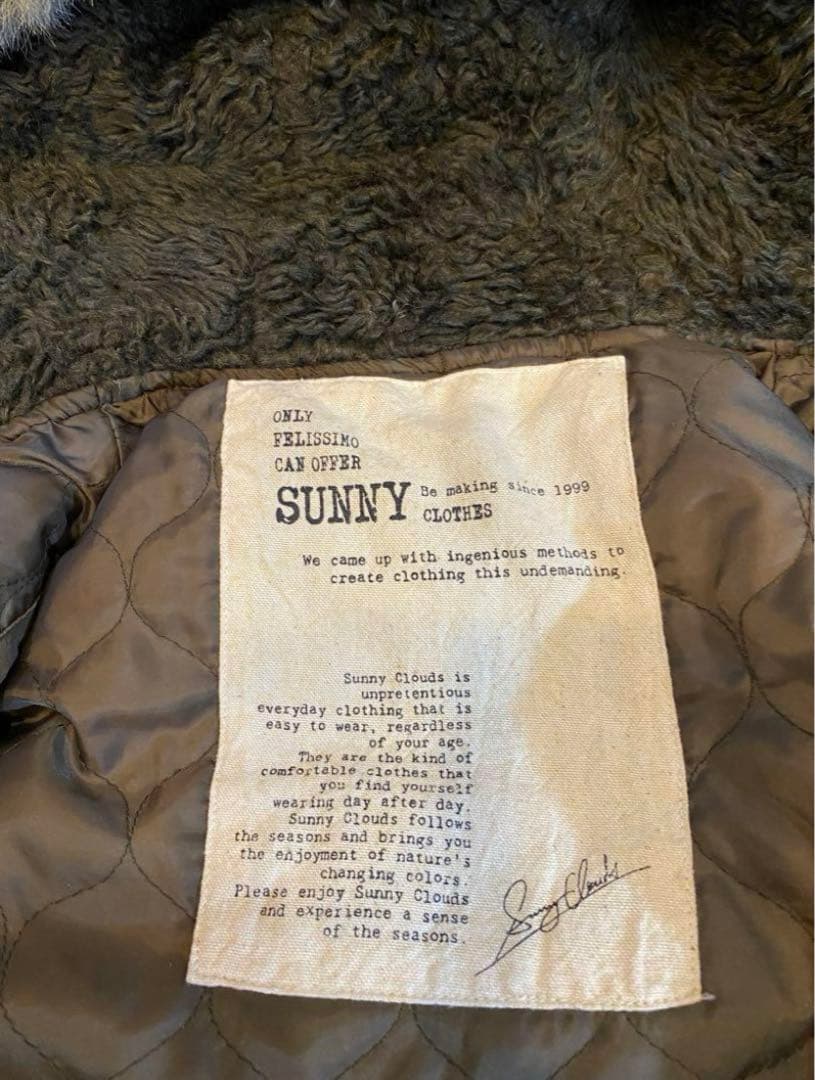 ONLY
FELISSIMO
CAN OFFER
SUNNY Be making since 1999
CLOTHES
We came up with ingenious methods to
create clothing this undemanding.
Sunny Clouds is
unpretentious
everyday clothing that is
easy to wear, regardless
of your age.
They are the kind of
comfortable clothes that
you find yourself
wearing day after day.
Sunny Clouds follows
the seasons and brings you
the enjoyment of nature's
changing colors.
Please enjoy Sunny Clouds
and experience a sense
of the seasons.
Sunny Clouds